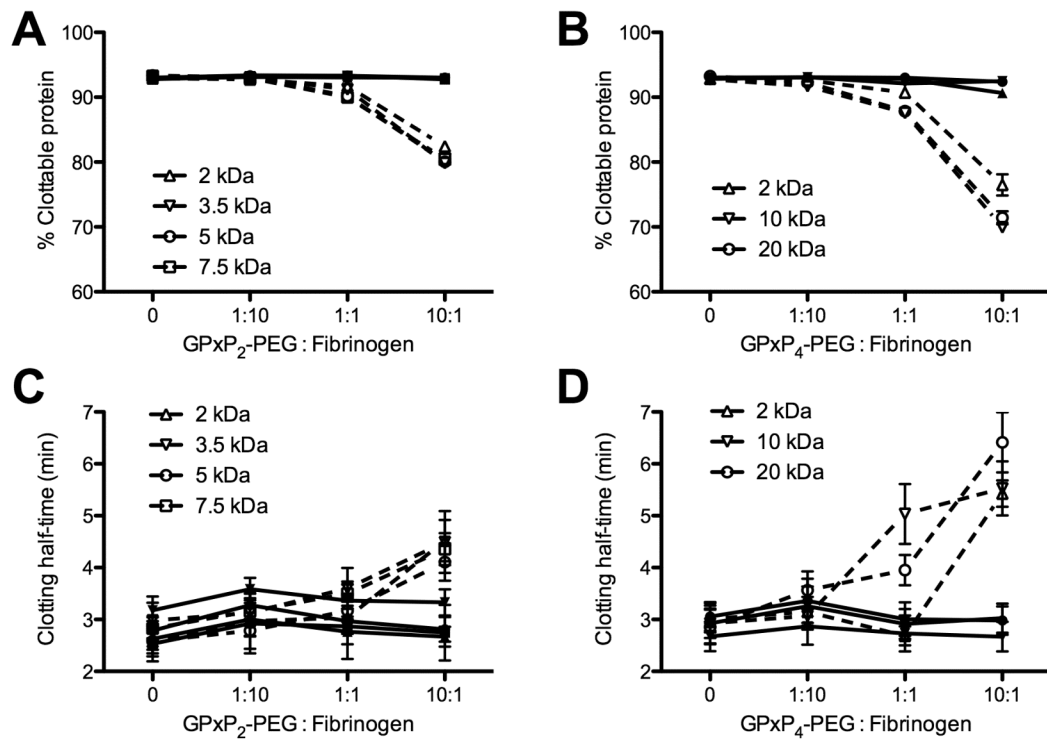 A
% Clottable protein
100
90
80
70
60
2 kDa
3.5 kDa
5 kDa
7.5 kDa
0 1:10 1:1 10:1
GPxP2-PEG : Fibrinogen
B
% Clottable protein
100
90
80
70
60
2 kDa
10 kDa
20 kDa
0 1:10 1:1 10:1
GPxP4-PEG : Fibrinogen
C
Clotting half-time (min)
7
6
5
4
3
2
2 kDa
3.5 kDa
5 kDa
7.5 kDa
0 1:10 1:1 10:1
GPxP2-PEG : Fibrinogen
D
Clotting half-time (min)
7
6
5
4
3
2
2 kDa
10 kDa
20 kDa
0 1:10 1:1 10:1
GPxP4-PEG : Fibrinogen